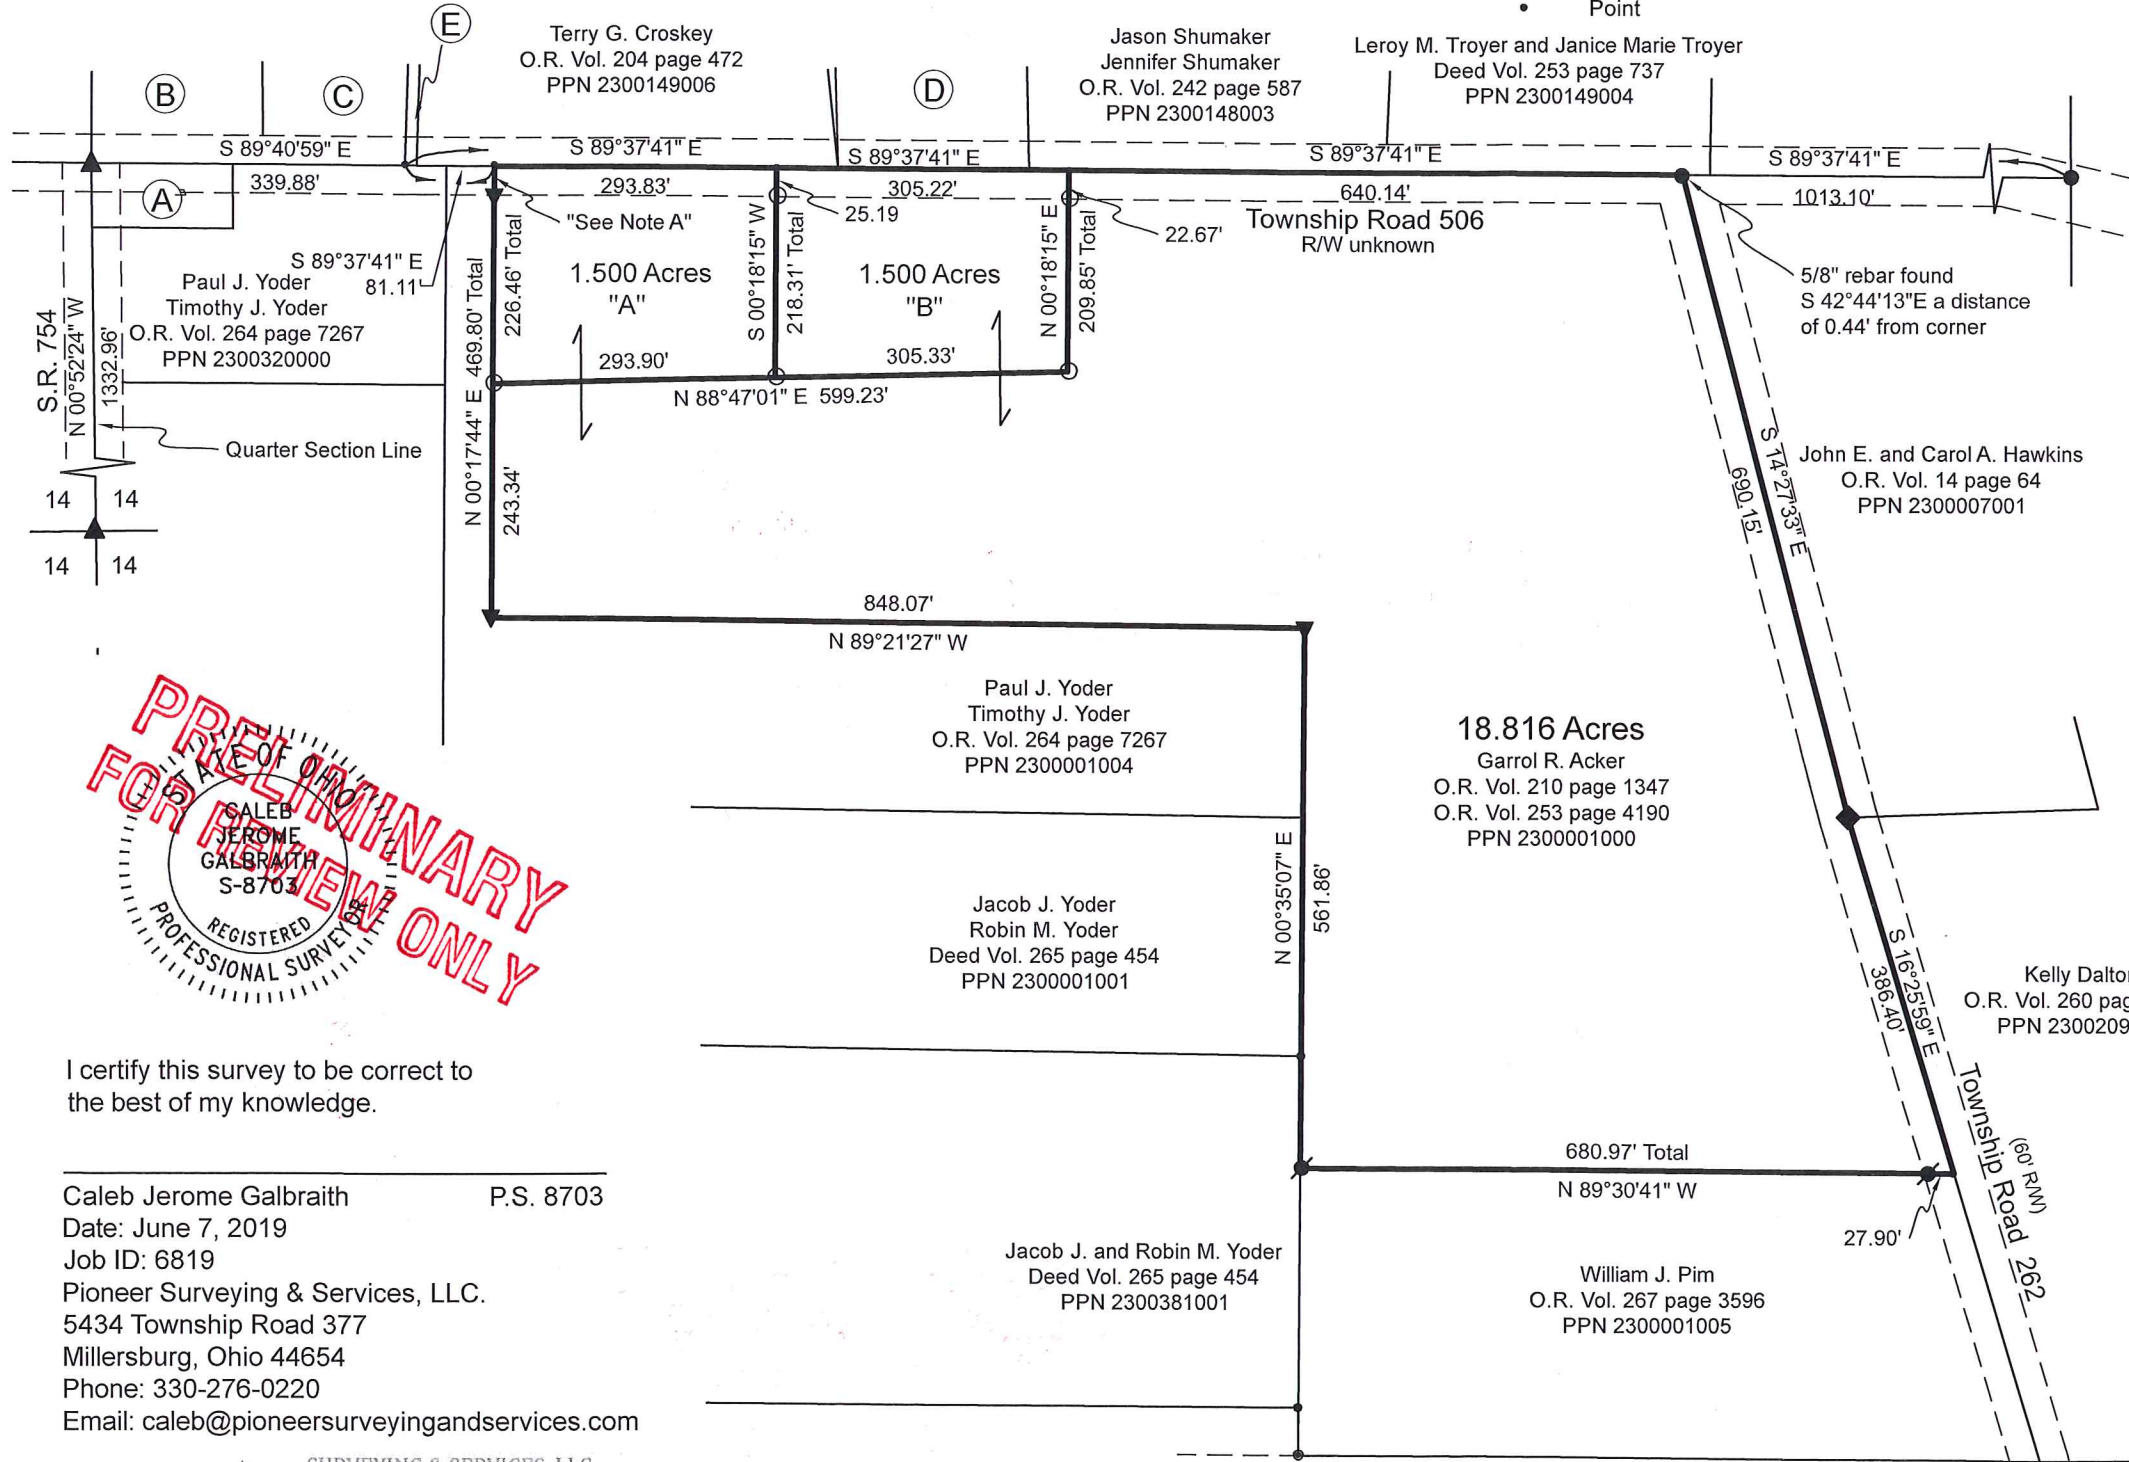 Point
E
Terry G. Croskey
O.R. Vol. 204 page 472
PPN 2300149006
Jason Shumaker
Jennifer Shumaker
O.R. Vol. 242 page 587
PPN 2300148003
Leroy M. Troyer and Janice Marie Troyer
Deed Vol. 253 page 737
PPN 2300149004
B
C
D
S 89°40'59" E
S 89°37'41" E
S 89°37'41" E
S 89°37'41" E
S 89°37'41" E
339.88'
293.83'
305.22'
640.14'
1013.10'
A
"See Note A"
25.19
22.67'
Township Road 506
R/W unknown
S 89°37'41" E
81.11'
Paul J. Yoder
Timothy J. Yoder
O.R. Vol. 264 page 7267
PPN 2300320000
S.R. 754
N 00°52'24" W
1332.96'
Quarter Section Line
14 14
14 14
N 00°17'44" E 469.80' Total
226.46' Total
243.34'
1.500 Acres
"A"
S 00°18'15" W
218.31' Total
1.500 Acres
"B"
N 00°18'15" E
209.85' Total
293.90'
305.33'
N 88°47'01" E 599.23'
5/8" rebar found
S 42°44'13"E a distance
of 0.44' from corner
S 14°27'33" E
690.15'
John E. and Carol A. Hawkins
O.R. Vol. 14 page 64
PPN 2300007001
848.07'
N 89°21'27" W
Paul J. Yoder
Timothy J. Yoder
O.R. Vol. 264 page 7267
PPN 2300001004
18.816 Acres
Garrol R. Acker
O.R. Vol. 210 page 1347
O.R. Vol. 253 page 4190
PPN 2300001000
N 00°35'07" E
561.86'
Jacob J. Yoder
Robin M. Yoder
Deed Vol. 265 page 454
PPN 2300001001
S 16°25'59" E
386.40'
Kelly Dalto
O.R. Vol. 260 pag
PPN 2300209
Township Road 262
(60' R/W)
680.97' Total
N 89°30'41" W
27.90'
Jacob J. and Robin M. Yoder
Deed Vol. 265 page 454
PPN 2300381001
William J. Pim
O.R. Vol. 267 page 3596
PPN 2300001005
PRELIMINARY
FOR REVIEW ONLY
STATE OF OHIO
CALEB
JEROME
GALBRAITH
S-8703
REGISTERED
PROFESSIONAL SURVEYOR
I certify this survey to be correct to
the best of my knowledge.
Caleb Jerome Galbraith P.S. 8703
Date: June 7, 2019
Job ID: 6819
Pioneer Surveying & Services, LLC.
5434 Township Road 377
Millersburg, Ohio 44654
Phone: 330-276-0220
Email: caleb@pioneersurveyingandservices.com
SURVEYING & SERVICES, LLC